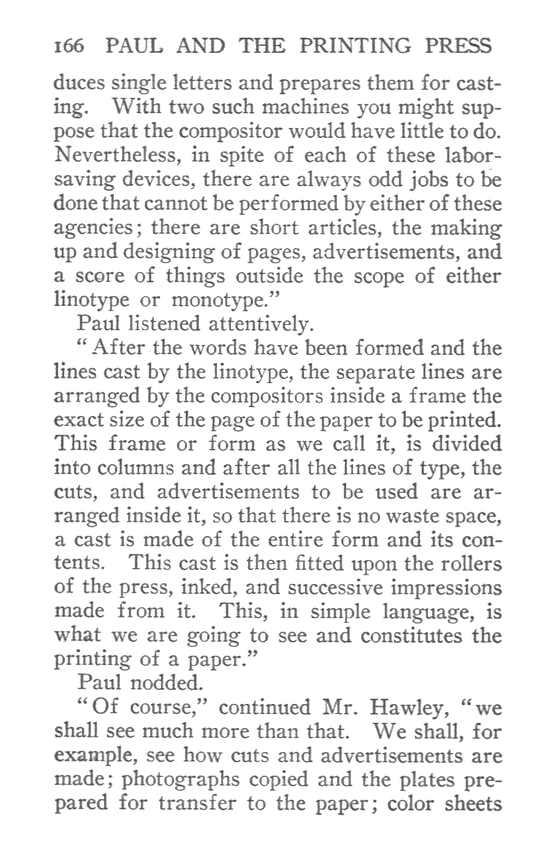 166 PAUL AND THE PRINTING PRESS
duces single letters and prepares them for cast-
ing. With two such machines you might sup-
pose that the compositor would have little to do.
Nevertheless, in spite of each of these labor-
saving devices, there are always odd jobs to be
done that cannot be performed by either of these
agencies; there are short articles, the making
up and designing of pages, advertisements, and
a score of things outside the scope of either
linotype or monotype.”
Paul listened attentively.
“After the words have been formed and the
lines cast by the linotype, the separate lines are
arranged by the compositors inside a frame the
exact size of the page of the paper to be printed.
This frame or form as we call it, is divided
into columns and after all the lines of type, the
cuts, and advertisements to be used are ar-
ranged inside it, so that there is no waste space,
a cast is made of the entire form and its con-
tents. This cast is then fitted upon the rollers
of the press, inked, and successive impressions
made from it. This, in simple language, is
what we are going to see and constitutes the
printing of a paper.”
Paul nodded.
“Of course,” continued Mr. Hawley, “we
shall see much more than that. We shall, for
example, see how cuts and advertisements are
made; photographs copied and the plates pre-
pared for transfer to the paper; color sheets